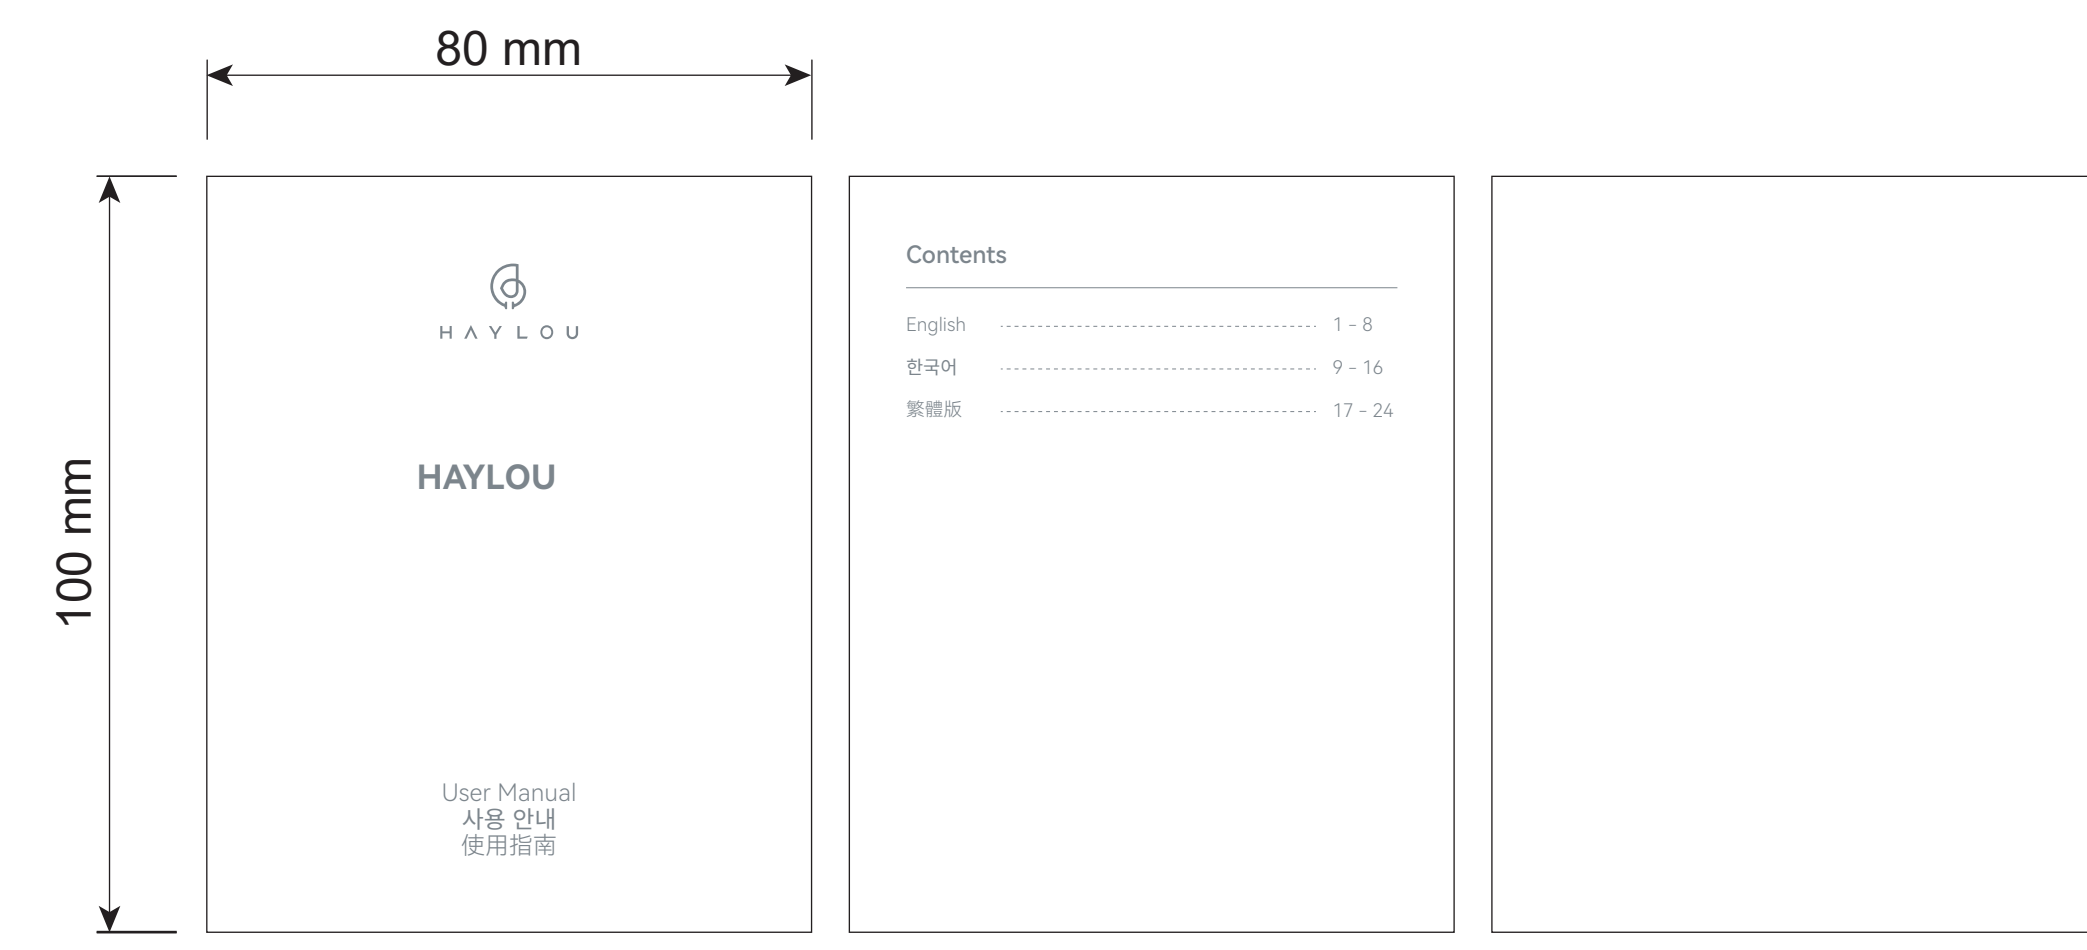 80 mm
100 mm
HAYLOU
HAYLOU
User Manual
사용 안내
使用指南
Contents
English 1 - 8
한국어 9 - 16
繁體版 17 - 24